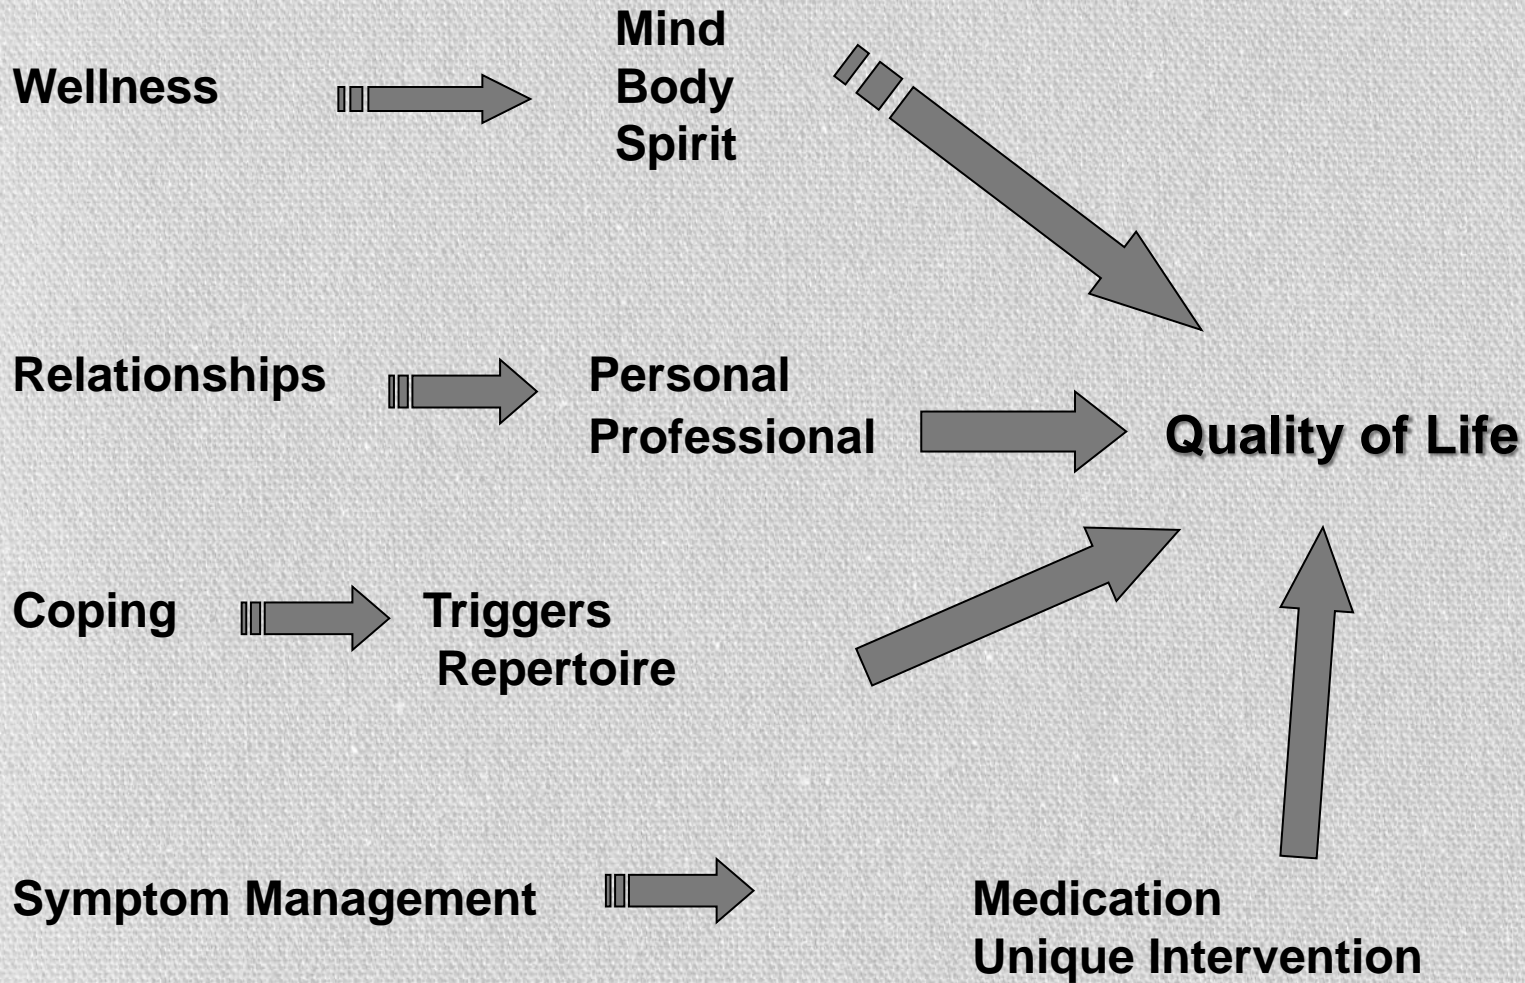 Wellness
Mind
Body
Spirit
Relationships
Personal
Professional
Quality of Life
Coping
Triggers
Repertoire
Symptom Management
Medication
Unique Intervention